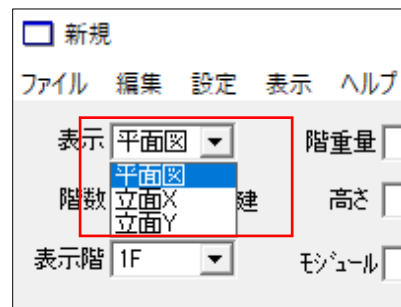 新規
ファイル 編集 設定 表示 ヘルプ
表示 平面図 階重量
平面図
階数 立面X 建 高さ
立面Y
表示階 1F モジュール